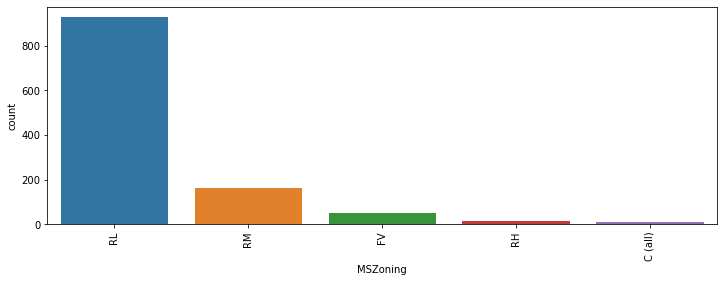 800
600
400
200
0
count
RL
RM
FV
RH
C (all)
MSZoning